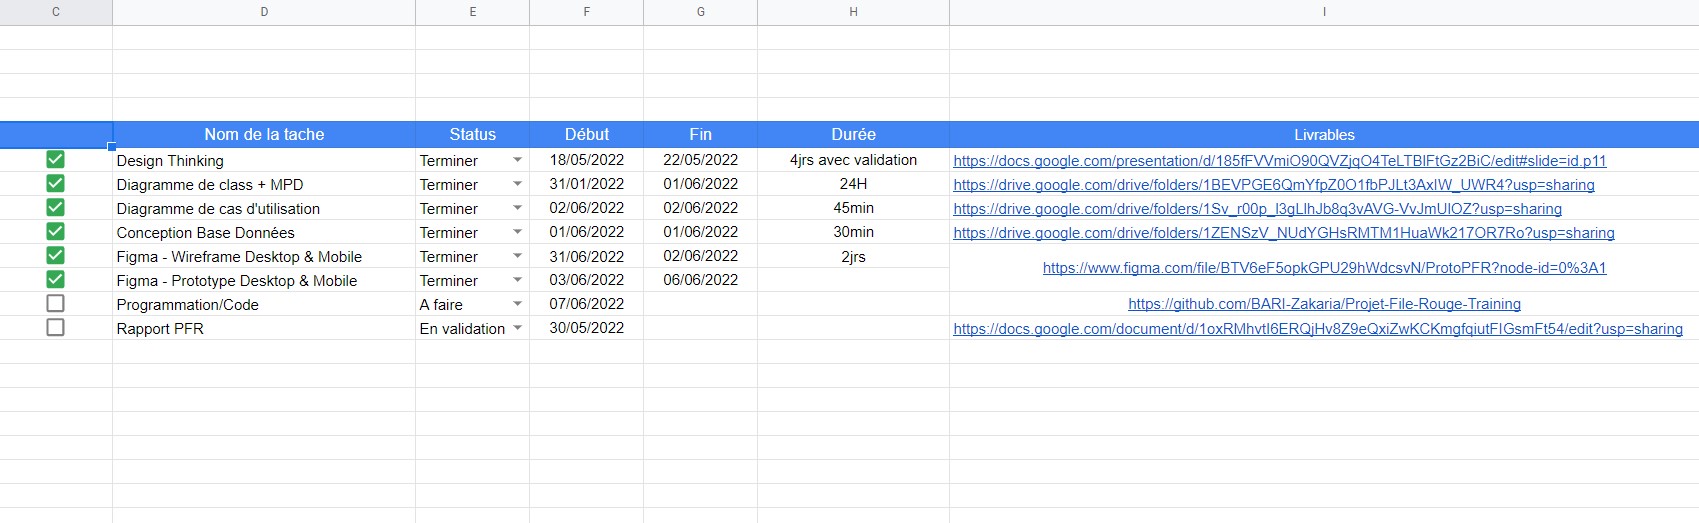 C D E F G H I
Nom de la tache Status Début Fin Durée Livrables
Design Thinking Terminer 18/05/2022 22/05/2022 4jrs avec validation https://docs.google.com/presentation/d/185fFVVmiO90QVZjqO4TeLTBlFtGz2BiC/edit#slide=id.p11
Diagramme de class + MPD Terminer 31/01/2022 01/06/2022 24H https://drive.google.com/drive/folders/1BEVPGE6QmYfpZ0O1fbPJLt3AxIW_UWR4?usp=sharing
Diagramme de cas d'utilisation Terminer 02/06/2022 02/06/2022 45min https://drive.google.com/drive/folders/1Sv_r00p_l3gLlhJb8q3vAVG-VvJmUlOZ?usp=sharing
Conception Base Données Terminer 01/06/2022 01/06/2022 30min https://drive.google.com/drive/folders/1ZENSzV_NUdYGHsRMTM1HuaWk217OR7Ro?usp=sharing
Figma - Wireframe Desktop & Mobile Terminer 31/06/2022 02/06/2022 2jrs
https://www.figma.com/file/BTV6eF5opkGPU29hWdcsvN/ProtoPFR?node-id=0%3A1
Figma - Prototype Desktop & Mobile Terminer 03/06/2022 06/06/2022
Programmation/Code A faire 07/06/2022 https://github.com/BARI-Zakaria/Projet-File-Rouge-Training
Rapport PFR En validation 30/05/2022 https://docs.google.com/document/d/1oxRMhvtI6ERQjHv8Z9eQxiZwKCKmgfqiutFIGsmFt54/edit?usp=sharing